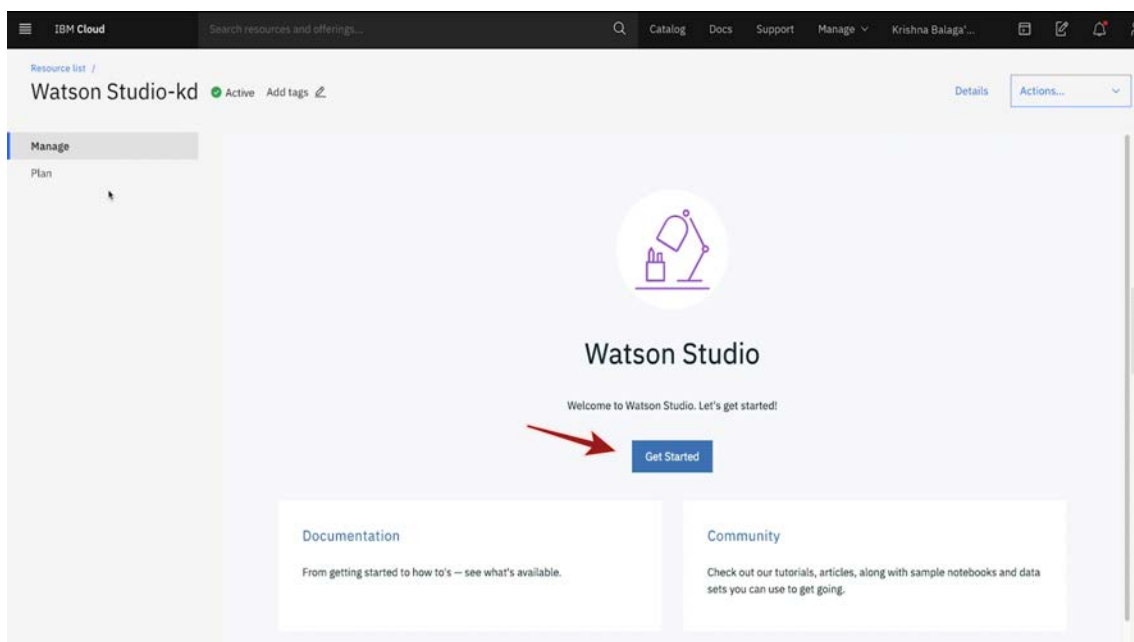 IBM Cloud
Search resources and offerings...
Catalog
Docs
Support
Manage
Krishna Balaga'...
Resource list /
Watson Studio-kd
Active
Add tags
Details
Actions...
Manage
Plan
Watson Studio
Welcome to Watson Studio. Let's get started!
Get Started
Documentation
From getting started to how to's — see what's available.
Community
Check out our tutorials, articles, along with sample notebooks and data
sets you can use to get going.